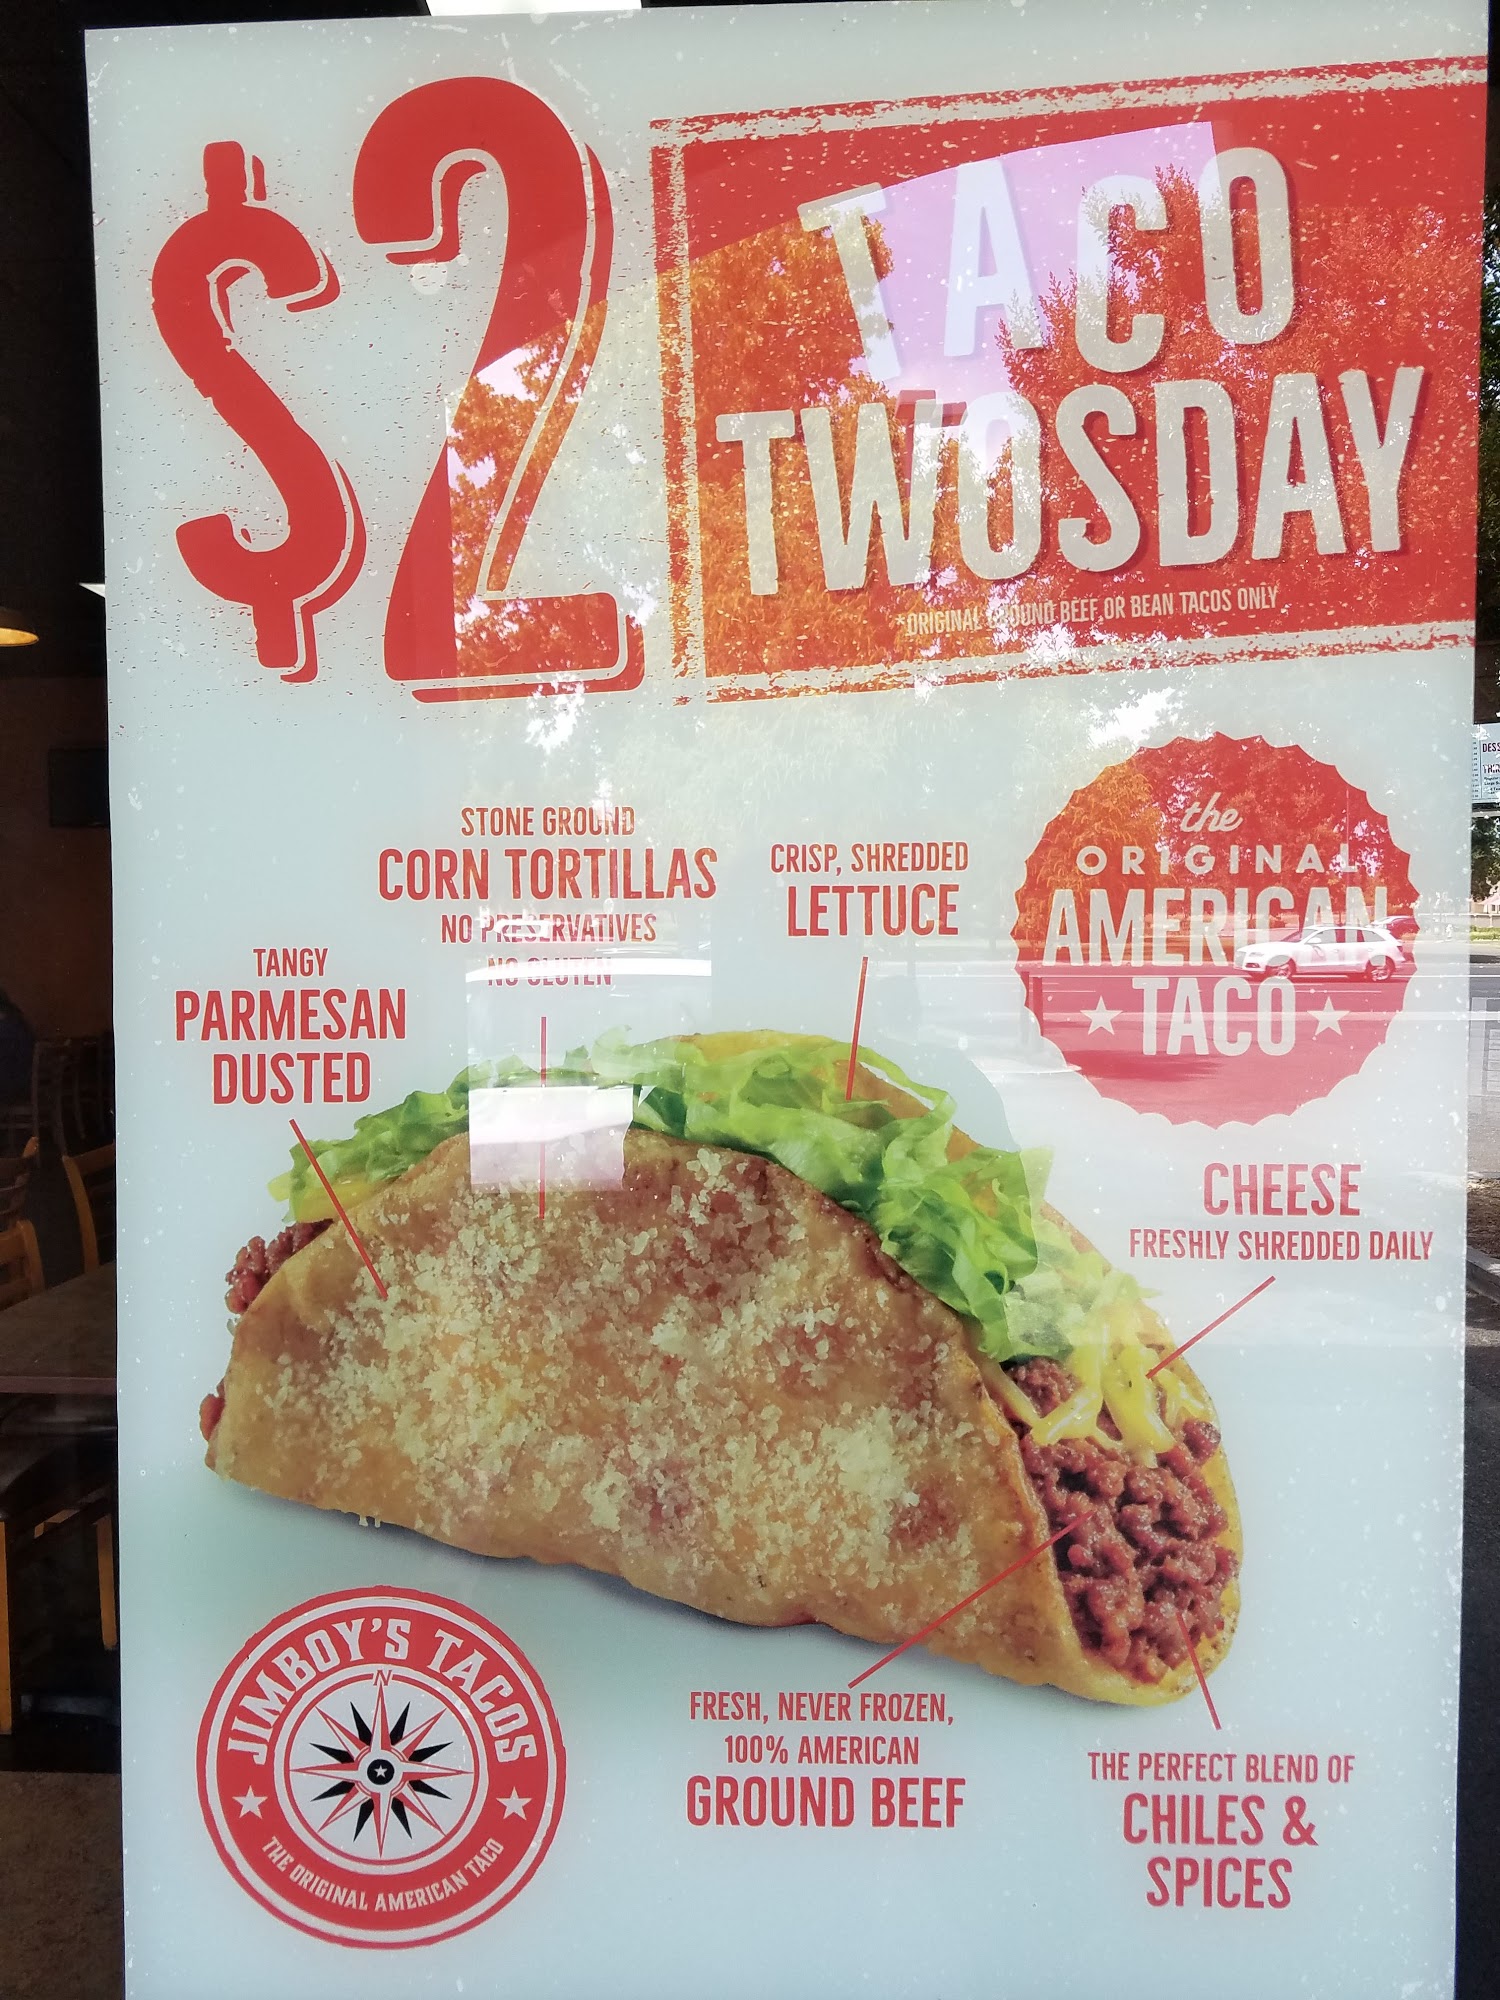 $2
TACO
TWOSDAY
*ORIGINAL GROUND BEEF OR BEAN TACOS ONLY
STONE GROUND
CORN TORTILLAS
NO PRESERVATIVES
NO GLUTEN
CRISP, SHREDDED
LETTUCE
the
ORIGINAL
AMERICAN
TACO
TANGY
PARMESAN
DUSTED
CHEESE
FRESHLY SHREDDED DAILY
JIMBOY'S TACOS
N
THE ORIGINAL AMERICAN TACO
FRESH, NEVER FROZEN,
100% AMERICAN
GROUND BEEF
THE PERFECT BLEND OF
CHILES &
SPICES